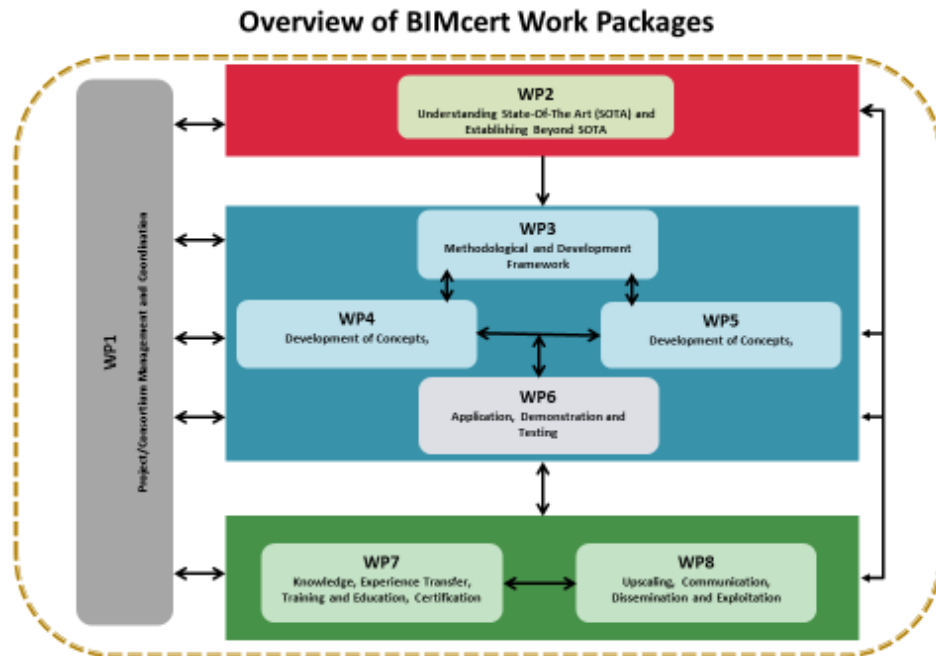 Overview of BIMcert Work Packages
WP1
Project/Consortium Management and Coordination
WP2
Understanding State-Of-The Art (SOTA) and
Establishing Beyond SOTA
WP3
Methodological and Development
Framework
WP4
Development of Concepts,
WP5
Development of Concepts,
WP6
Application, Demonstration and
Testing
WP7
Knowledge, Experience Transfer,
Training and Education, Certification
WP8
Upscaling, Communication,
Dissemination and Exploitation